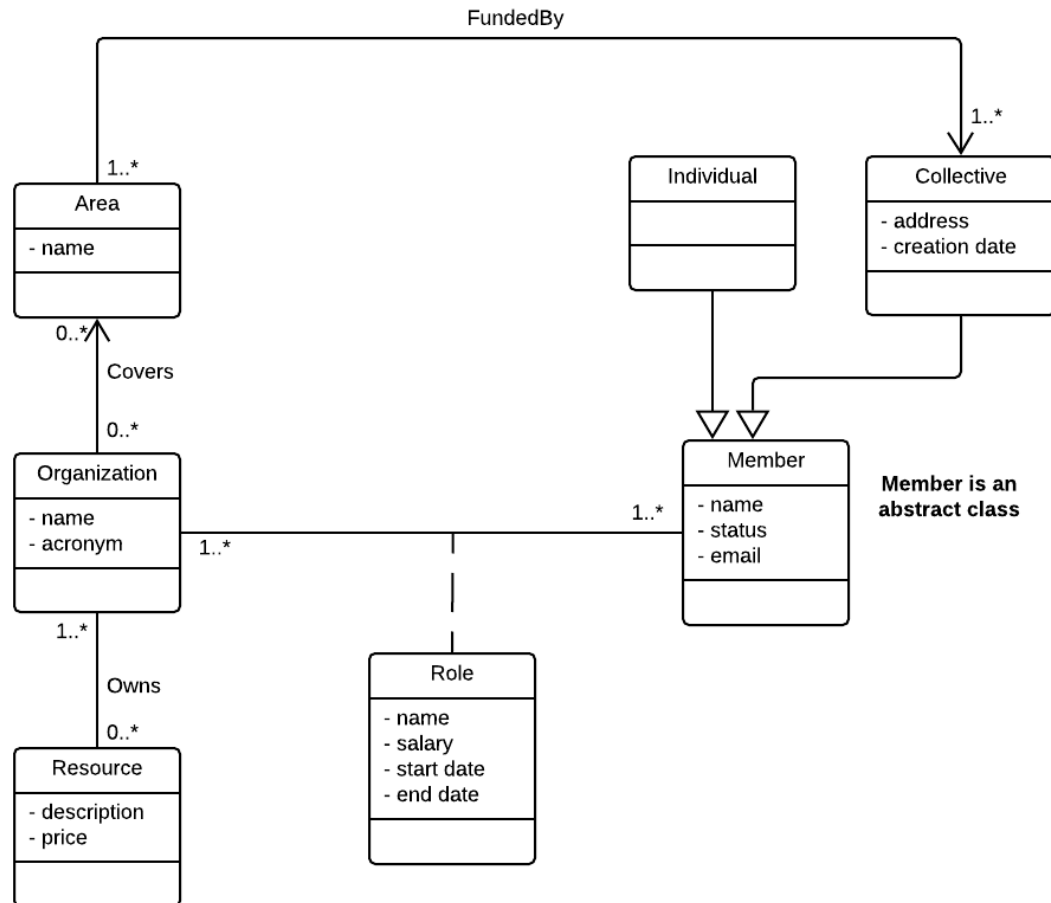 FundedBy
1..*
1..*
Area
- name
Individual
Collective
- address
- creation date
0..*
Covers
0..*
Organization
- name
- acronym
1..*
1..*
Member
- name
- status
- email
Member is an
abstract class
1..*
Owns
0..*
Resource
- description
- price
Role
- name
- salary
- start date
- end date